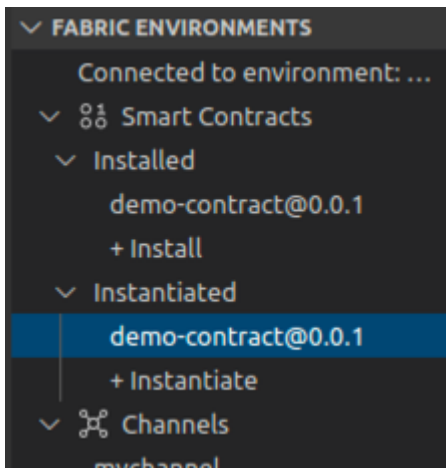 FABRIC ENVIRONMENTS
Connected to environment: ...
Smart Contracts
Installed
demo-contract@0.0.1
+ Install
Instantiated
demo-contract@0.0.1
+ Instantiate
Channels
mychannel